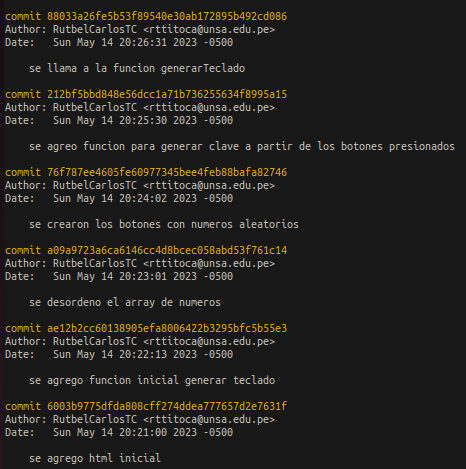 commit 88033a26fe5b53f89540e30ab172895b492cd086
Author: RutbelCarlosTC <rttitoca@unsa.edu.pe>
Date:   Sun May 14 20:26:31 2023 -0500
se llama a la funcion generarTeclado
commit 212bf5bbd848e56dcc1a71b736255634f8995a15
Author: RutbelCarlosTC <rttitoca@unsa.edu.pe>
Date:   Sun May 14 20:25:30 2023 -0500
se agreo funcion para generar clave a partir de los botones presionados
commit 76f787ee4605fe60977345bee4feb88bafa82746
Author: RutbelCarlosTC <rttitoca@unsa.edu.pe>
Date:   Sun May 14 20:24:02 2023 -0500
se crearon los botones con numeros aleatorios
commit a09a9723a6ca6146cc4d8bcec058abd53f761c14
Author: RutbelCarlosTC <rttitoca@unsa.edu.pe>
Date:   Sun May 14 20:23:01 2023 -0500
se desordeno el array de numeros
commit ae12b2cc60138905efa8006422b3295bfc5b55e3
Author: RutbelCarlosTC <rttitoca@unsa.edu.pe>
Date:   Sun May 14 20:22:13 2023 -0500
se agrego funcion inicial generar teclado
commit 6003b9775dfda808cff274ddea777657d2e7631f
Author: RutbelCarlosTC <rttitoca@unsa.edu.pe>
Date:   Sun May 14 20:21:00 2023 -0500
se agrego html inicial